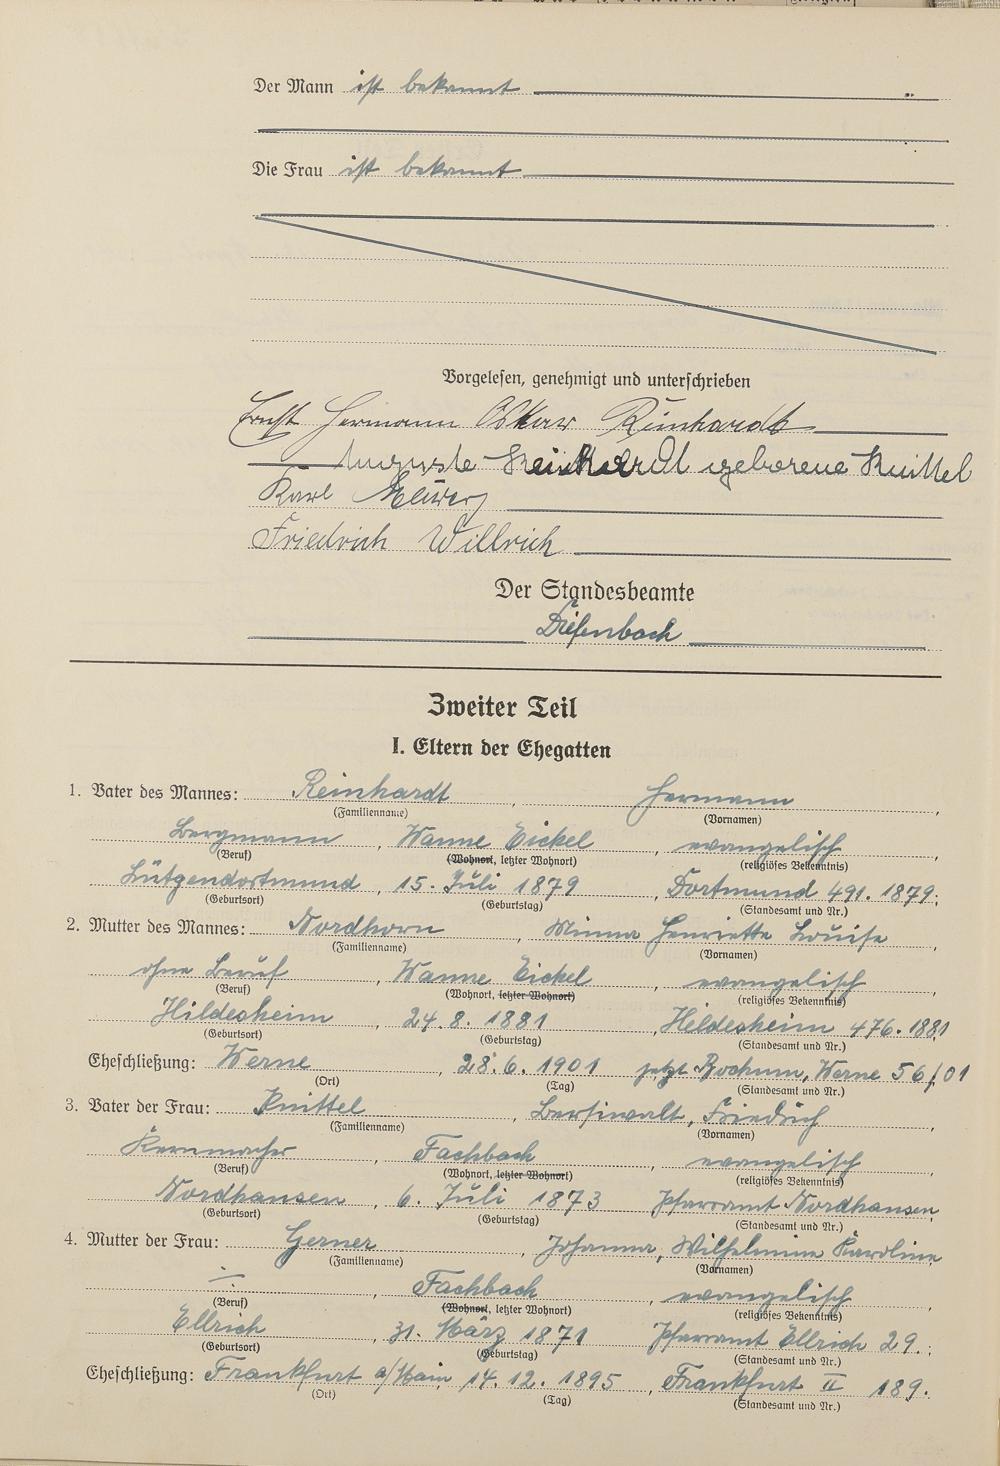 Der Mann ist bekannt
Die Frau ist bekannt
Vorgelesen, genehmigt und unterschrieben
Ernst Hermann Oskar Reinhardt
Auguste Reinhardt geborene Knittel
Karl
Friedrich Willrich
Der Standesbeamte
Diefenbach
Zweiter Teil
I. Eltern der Ehegatten
1. Vater des Mannes: Reinhardt, Hermann,
(Familienname) (Vornamen)
Bergmann, Wanne Eickel, evangelisch,
(Beruf) (Wohnort, letzter Wohnort) (religiöses Bekenntnis)
Lütgendortmund, 15. Juli 1879, Dortmund 491. 1879;
(Geburtsort) (Geburtstag) (Standesamt und Nr.)
2. Mutter des Mannes: Nordhorn, Minna Henriette Louise,
(Familienname) (Vornamen)
ohne Beruf, Wanne Eickel, evangelisch,
(Beruf) (Wohnort, letzter Wohnort) (religiöses Bekenntnis)
Hildesheim, 24.8. 1881, Hildesheim 476. 1881
(Geburtsort) (Geburtstag) (Standesamt und Nr.)
Eheschließung: Werne, 28. 6. 1901 jetzt Bochum, Werne 56/01
(Ort) (Tag) (Standesamt und Nr.)
3. Vater der Frau: Knittel, Friedrich,
(Familienname) (Vornamen)
Kernmacher, Fachbach, evangelisch,
(Beruf) (Wohnort, letzter Wohnort) (religiöses Bekenntnis)
Nordhausen, 6. Juli 1873 Pfarramt Nordhausen,
(Geburtsort) (Geburtstag) (Standesamt und Nr.)
4. Mutter der Frau: Gerner, Johanna, Wilhelmine Karoline
(Familienname) (Vornamen)
÷, Fachbach, evangelisch,
(Beruf) (Wohnort, letzter Wohnort) (religiöses Bekenntnis)
Ellrich, 31. März 1871 Pfarramt Ellrich 29.;
(Geburtsort) (Geburtstag) (Standesamt und Nr.)
Eheschließung: Frankfurt a/Main, 14. 12. 1895, Frankfurt II 189.
(Ort) (Tag) (Standesamt und Nr.)